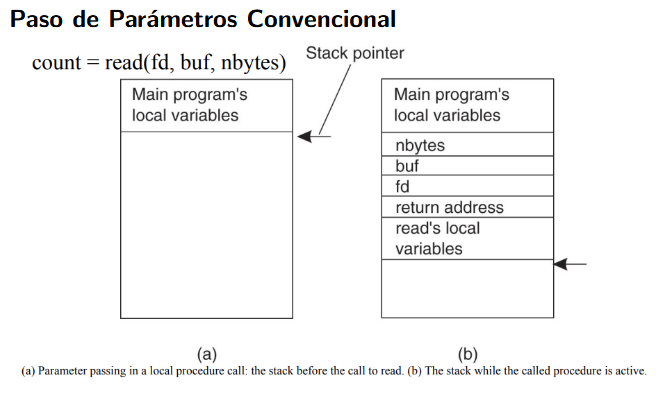 Paso de Parámetros Convencional
count = read(fd, buf, nbytes)
Stack pointer
Main program's
local variables
Main program's
local variables
nbytes
buf
fd
return address
read's local
variables
(a)
(b)
(a) Parameter passing in a local procedure call: the stack before the call to read. (b) The stack while the called procedure is active.